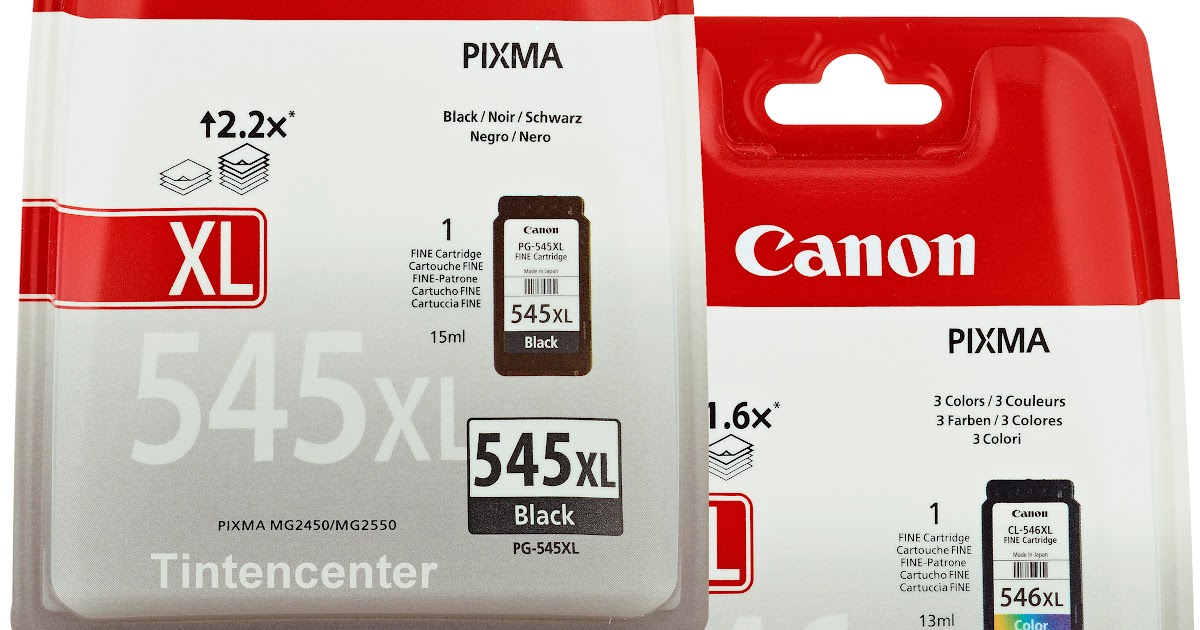 PIXMA
Black / Noir / Schwarz
Negro / Nero
↑2.2x*
XL
1
FINE Cartridge
Cartouche FINE
FINE-Patrone
Cartucho FINE
Cartuccia FINE
15ml
Canon
PG-545XL
FINE Cartridge
Made in Japan
545XL
Black
545XL
545XL
Black
PG-545XL
PIXMA MG2450/MG2550
Tintencenter
Canon
PIXMA
3 Colors / 3 Couleurs
3 Farben / 3 Colores
3 Colori
1.6x*
L
1
FINE Cartridge
Cartouche FINE
FINE-Patrone
Cartucho FINE
Cartuccia FINE
13ml
Canon
CL-546XL
FINE Cartridge
Made in Japan
546XL
Color